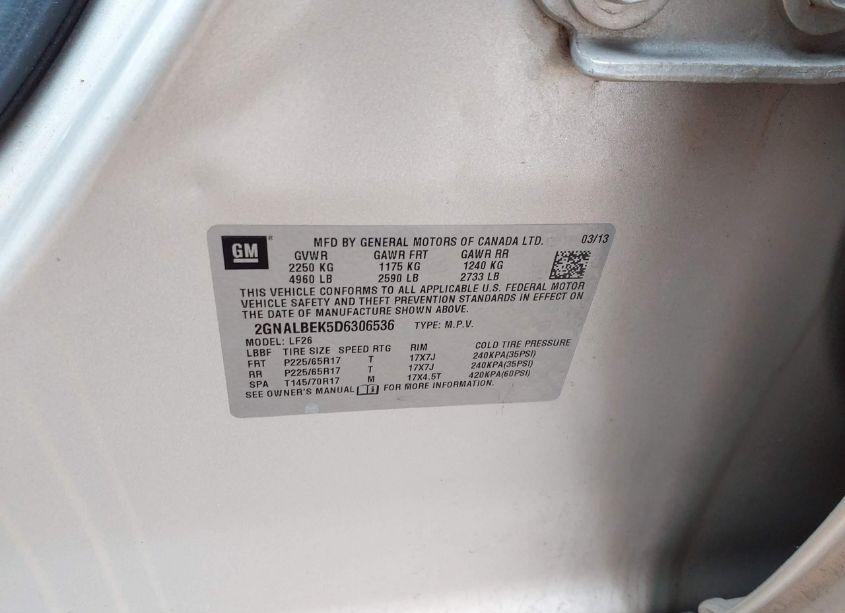 GM
MFD BY GENERAL MOTORS OF CANADA LTD. 03/13
GVWR GAWR FRT GAWR RR
2250 KG 1175 KG 1240 KG
4960 LB 2590 LB 2733 LB
THIS VEHICLE CONFORMS TO ALL APPLICABLE U.S. FEDERAL MOTOR
VEHICLE SAFETY AND THEFT PREVENTION STANDARDS IN EFFECT ON
THE DATE OF MANUFACTURE SHOWN ABOVE.
2GNALBEK5D6306536 TYPE: M.P.V.
MODEL: LF26
LBBF TIRE SIZE SPEED RTG RIM COLD TIRE PRESSURE
FRT P225/65R17 T 17X7J 240KPA(35PSI)
RR P225/65R17 T 17X7J 240KPA(35PSI)
SPA T145/70R17 M 17X4.5T 420KPA(60PSI)
SEE OWNER'S MANUAL FOR MORE INFORMATION.